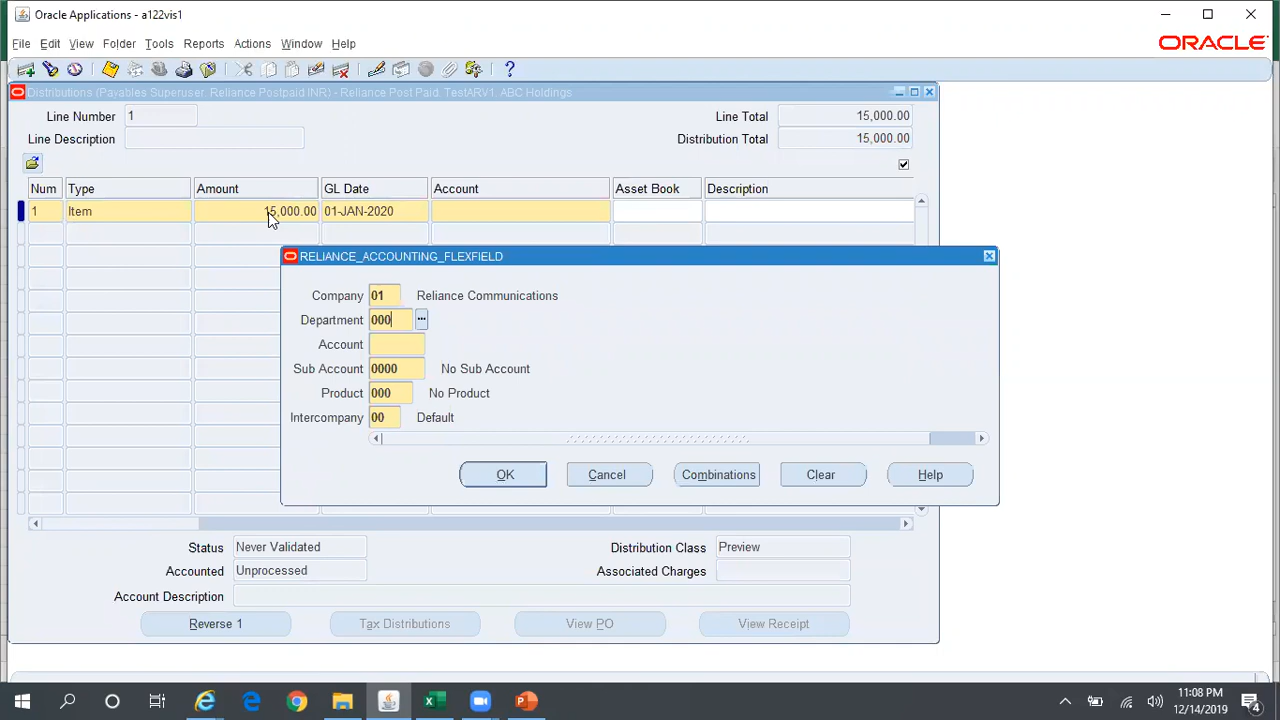 Oracle Applications - a122vis1
File Edit View Folder Tools Reports Actions Window Help
ORACLE
Distributions (Payables Superuser, Reliance Postpaid INR) - Reliance Post Paid, TestARV1, ABC Holdings
Line Number 1 Line Total 15,000.00
Line Description Distribution Total 15,000.00
Num Type Amount GL Date Account Asset Book Description
1 Item 15,000.00 01-JAN-2020
RELIANCE_ACCOUNTING_FLEXFIELD
Company 01 Reliance Communications
Department 000
Account
Sub Account 0000 No Sub Account
Product 000 No Product
Intercompany 00 Default
OK Cancel Combinations Clear Help
Status Never Validated Distribution Class Preview
Accounted Unprocessed Associated Charges
Account Description
Reverse 1 Tax Distributions View PO View Receipt
11:08 PM
12/14/2019
4